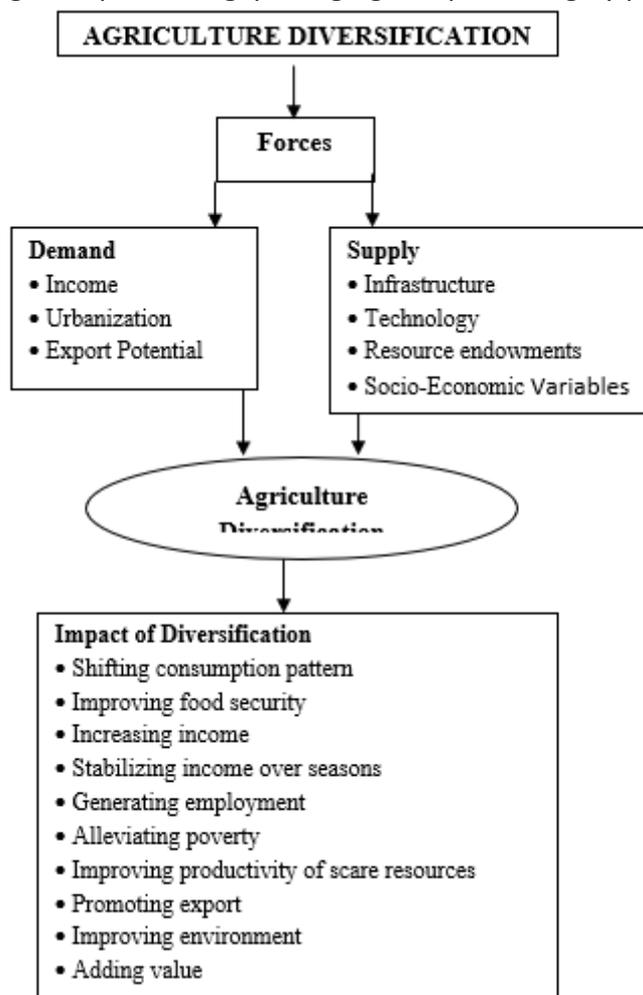 AGRICULTURE DIVERSIFICATION
Forces
Demand
• Income
• Urbanization
• Export Potential
Supply
• Infrastructure
• Technology
• Resource endowments
• Socio-Economic Variables
Agriculture
Diversification
Impact of Diversification
• Shifting consumption pattern
• Improving food security
• Increasing income
• Stabilizing income over seasons
• Generating employment
• Alleviating poverty
• Improving productivity of scare resources
• Promoting export
• Improving environment
• Adding value